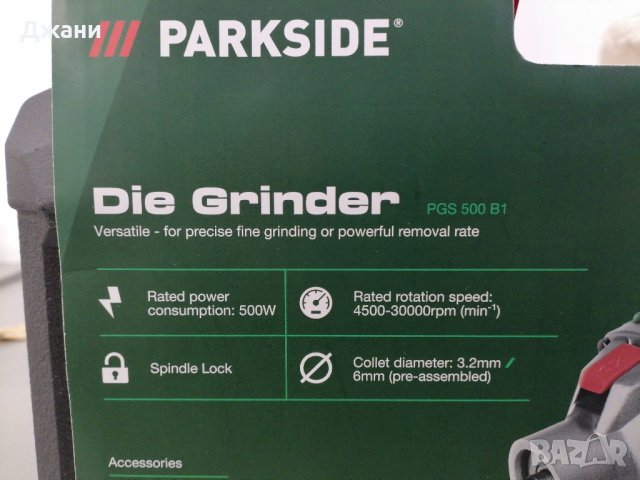 Джани
PARKSIDE®
Die Grinder PGS 500 B1
Versatile - for precise fine grinding or powerful removal rate
Rated power
consumption: 500W
Rated rotation speed:
4500-30000rpm (min⁻¹)
Spindle Lock
Collet diameter: 3.2mm /
6mm (pre-assembled)
Accessories
BAZAR